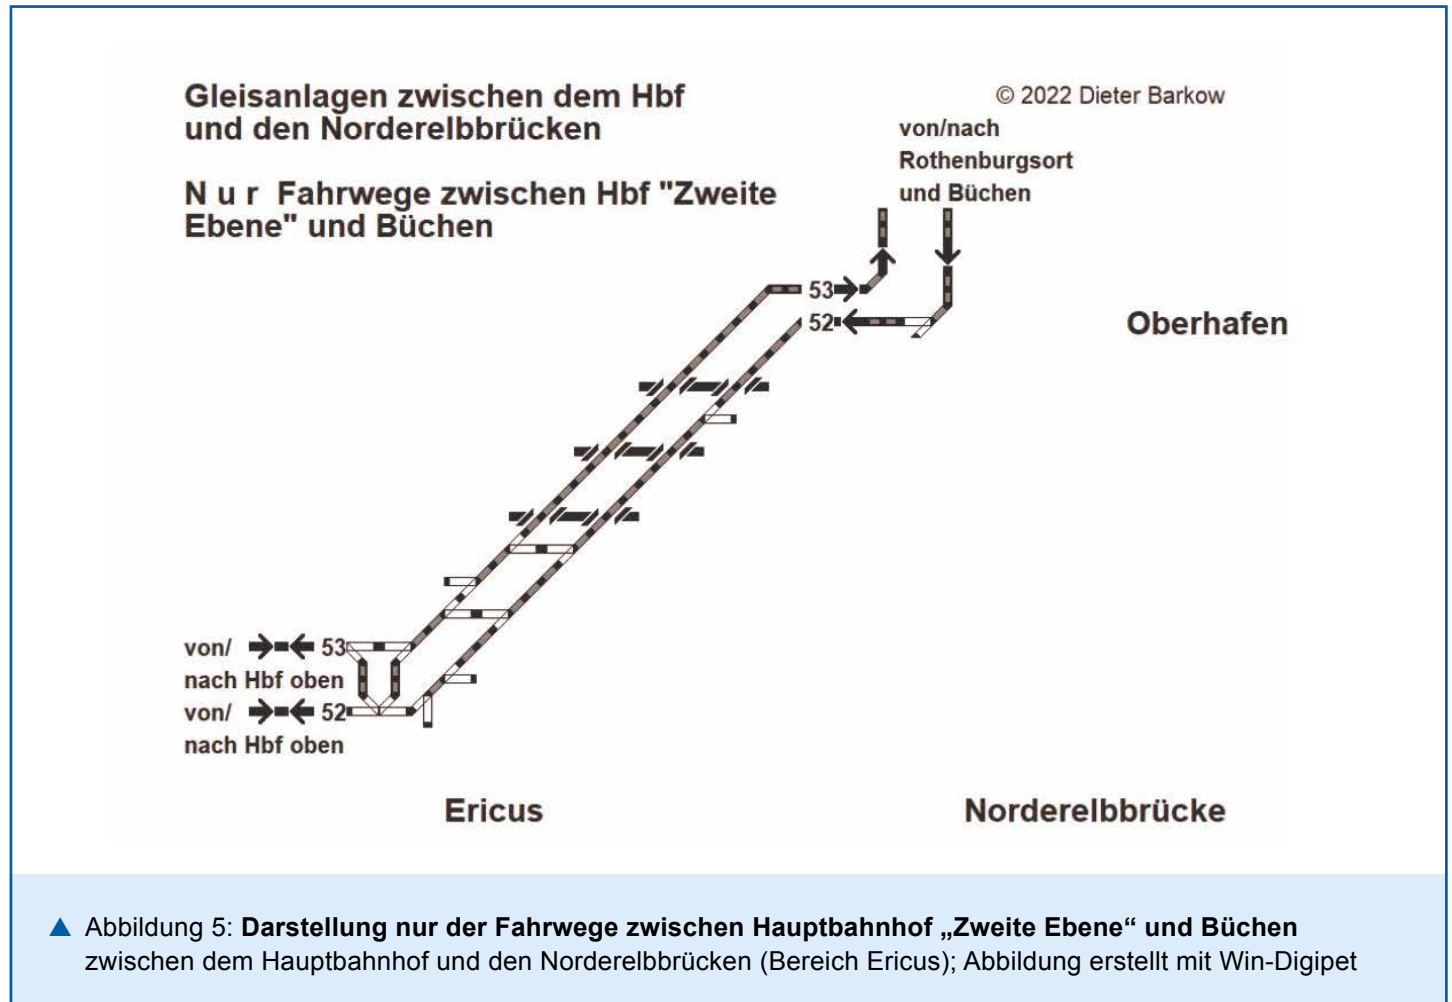 Gleisanlagen zwischen dem Hbf
und den Norderelbbrücken
© 2022 Dieter Barkow
von/nach
Rothenburgsort
und Büchen
N u r Fahrwege zwischen Hbf "Zweite
Ebene" und Büchen
53
52
Oberhafen
von/ 53
nach Hbf oben
von/ 52
nach Hbf oben
Ericus
Norderelbbrücke
▲ Abbildung 5: Darstellung nur der Fahrwege zwischen Hauptbahnhof „Zweite Ebene“ und Büchen
zwischen dem Hauptbahnhof und den Norderelbbrücken (Bereich Ericus); Abbildung erstellt mit Win-Digipet